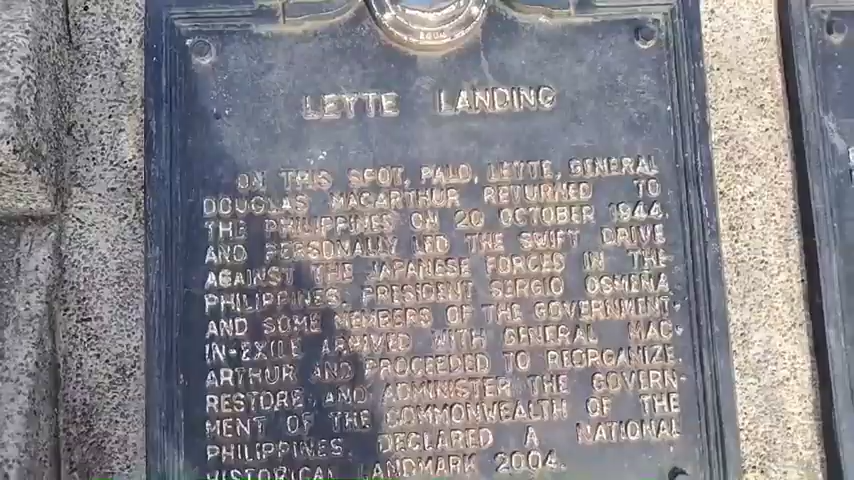 LEYTE LANDING
ON THIS SPOT, PALO, LEYTE, GENERAL
DOUGLAS MACARTHUR RETURNED TO
THE PHILIPPINES ON 20 OCTOBER 1944,
AND PERSONALLY LED THE SWIFT DRIVE
AGAINST THE JAPANESE FORCES IN THE
PHILIPPINES. PRESIDENT SERGIO OSMEÑA
AND SOME MEMBERS OF THE GOVERNMENT
IN-EXILE ARRIVED WITH GENERAL MAC
ARTHUR AND PROCEEDED TO REORGANIZE,
RESTORE AND ADMINISTER THE GOVERN
MENT OF THE COMMONWEALTH OF THE
PHILIPPINES. DECLARED A NATIONAL
HISTORICAL LANDMARK 2004.